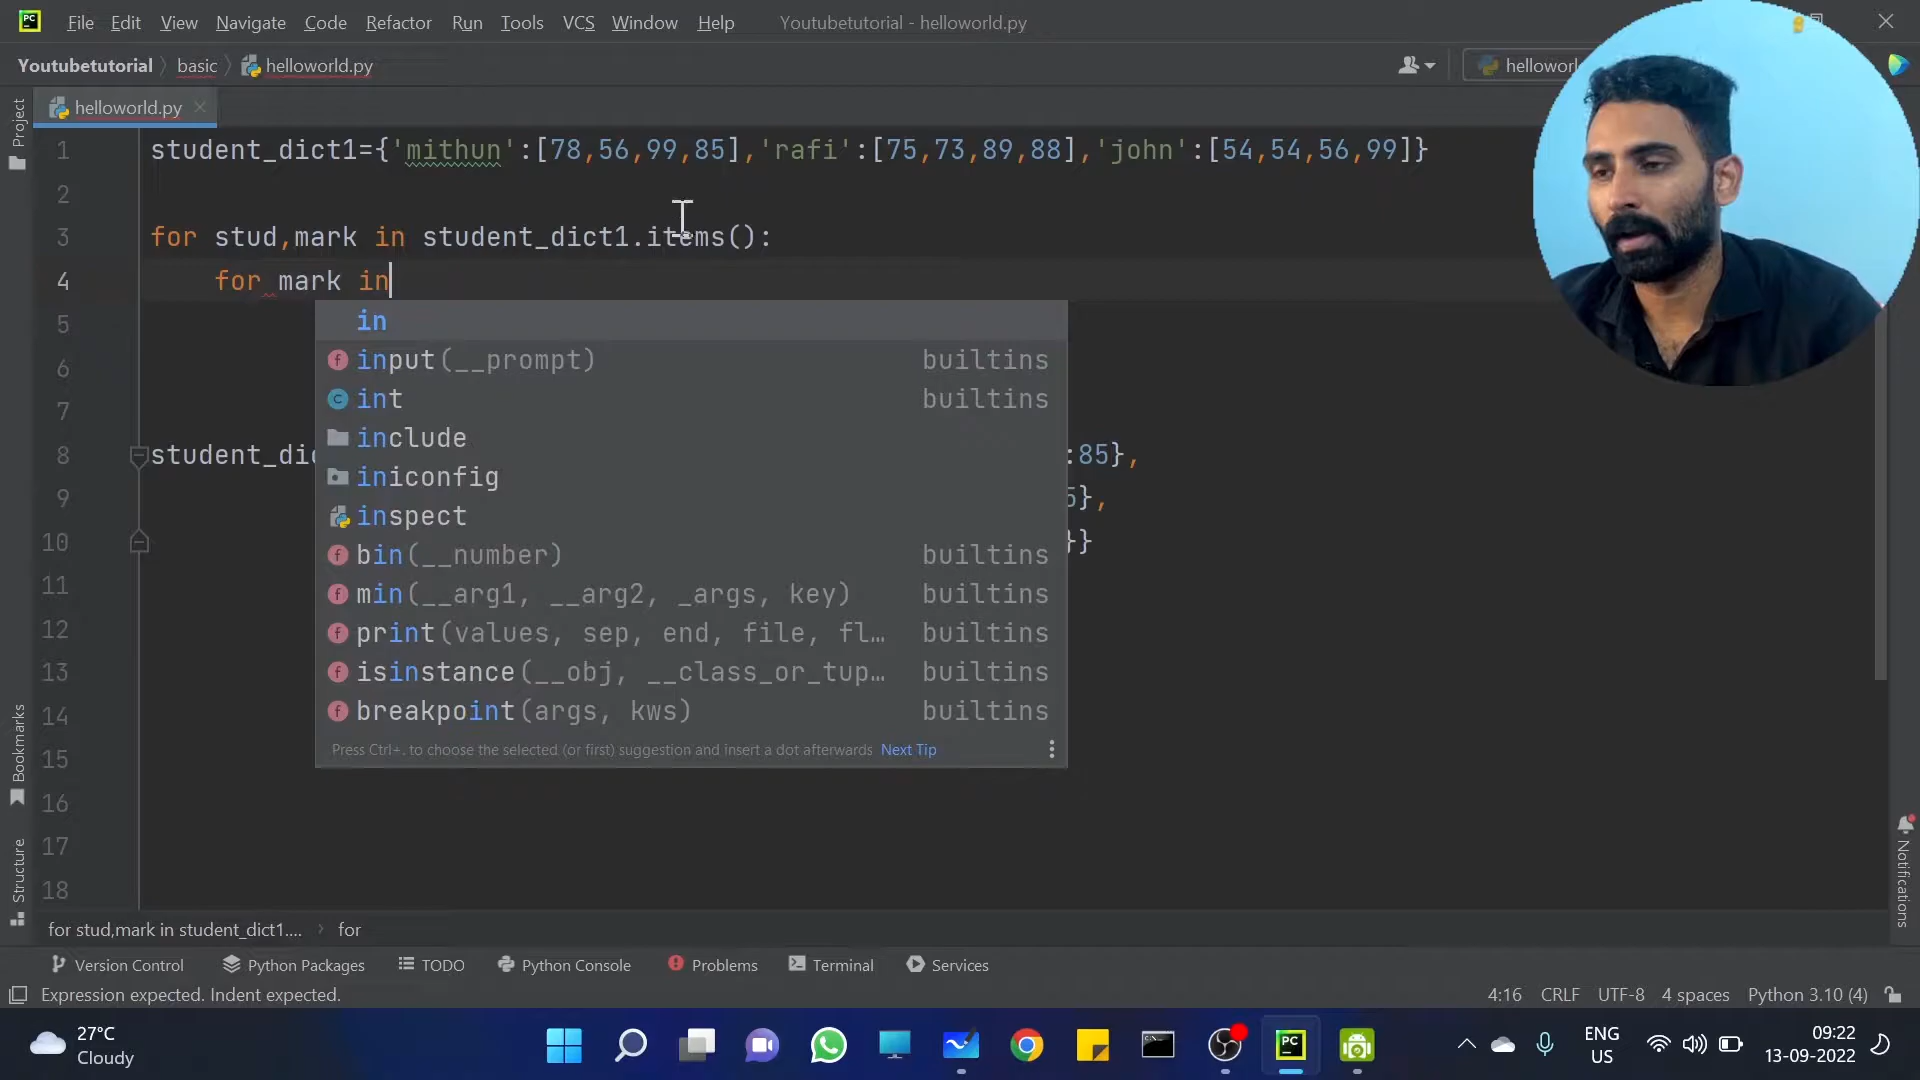 PC File Edit View Navigate Code Refactor Run Tools VCS Window Help Youtubetutorial - helloworld.py
Youtubetutorial basic helloworld.py
helloworld.py
Project
1 student_dict1={'mithun':[78,56,99,85],'rafi':[75,73,89,88],'john':[54,54,56,99]}
2
3 for stud,mark in student_dict1.items():
4 for mark in
5 in
6 input(__prompt) builtins
7 int builtins
include
8 :85},
iniconfig
9 },
inspect
10 bin(__number) builtins }}
11 min(__arg1, __arg2, _args, key) builtins
12 print(values, sep, end, file, fl… builtins
13 isinstance(__obj, __class_or_tup… builtins
14 breakpoint(args, kws) builtins
15 Press Ctrl+. to choose the selected (or first) suggestion and insert a dot afterwards Next Tip
16
17
18
Bookmarks
Structure
Notifications
for stud,mark in student_dict1.... for
Version Control Python Packages TODO Python Console Problems Terminal Services
Expression expected. Indent expected. 4:16 CRLF UTF-8 4 spaces Python 3.10 (4)
27°C
Cloudy
PC
ENG
US
09:22
13-09-2022